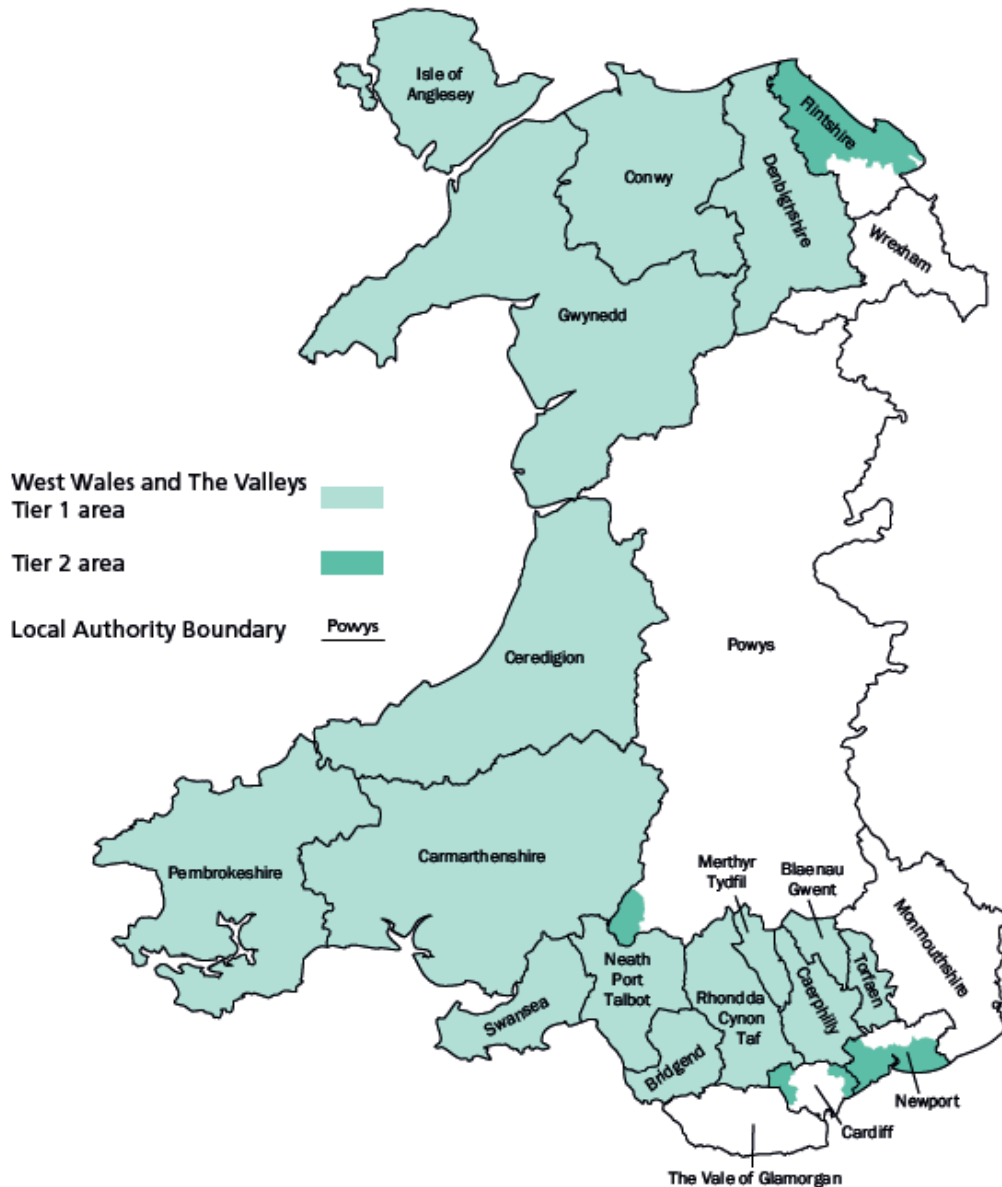 Isle of
Anglesey
Flintshire
Conwy
Denbighshire
Wrexham
Gwynedd
West Wales and The Valleys
Tier 1 area
Tier 2 area
Local Authority Boundary
Powys
Powys
Ceredigion
Pembrokeshire
Carmarthenshire
Merthyr
Tydfil
Blaenau
Gwent
Monmouthshire
Neath
Port
Talbot
Swansea
Rhondda
Cynon
Taf
Caerphilly
Torfaen
Bridgend
Newport
Cardiff
The Vale of Glamorgan